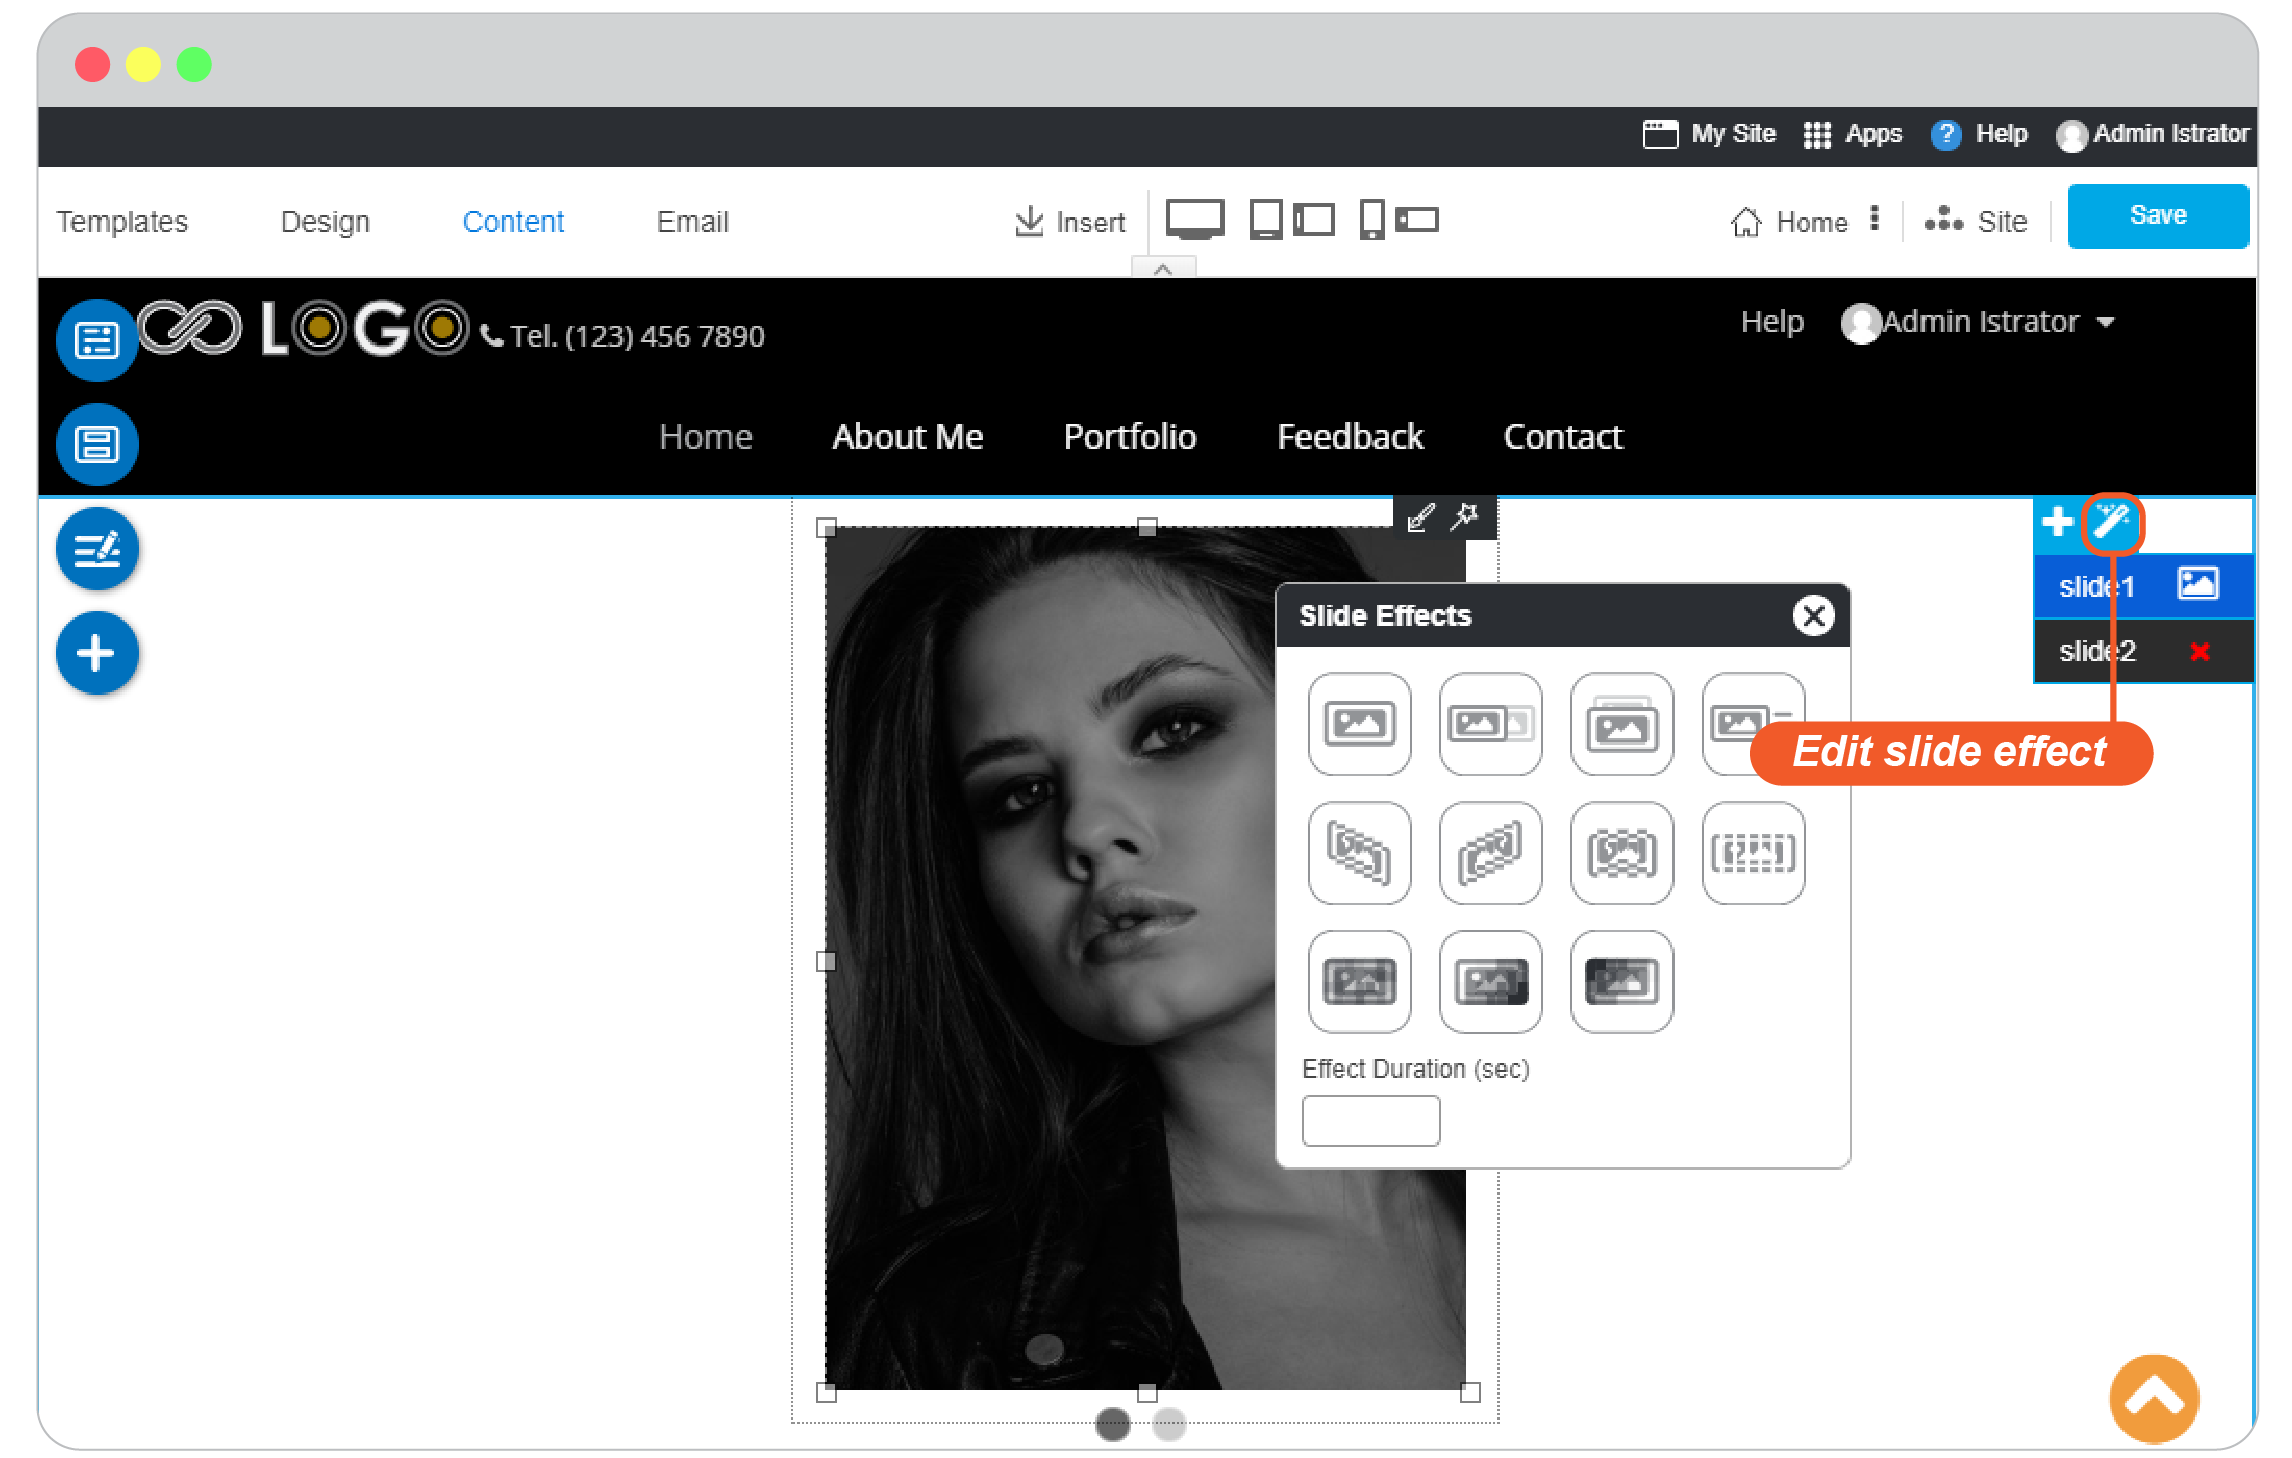 My Site Apps ? Help Admin Istrator
Templates Design Content Email Insert Home Site Save
LOGO Tel. (123) 456 7890 Help Admin Istrator
Home About Me Portfolio Feedback Contact
slide1
Slide Effects
slide2
Edit slide effect
Effect Duration (sec)